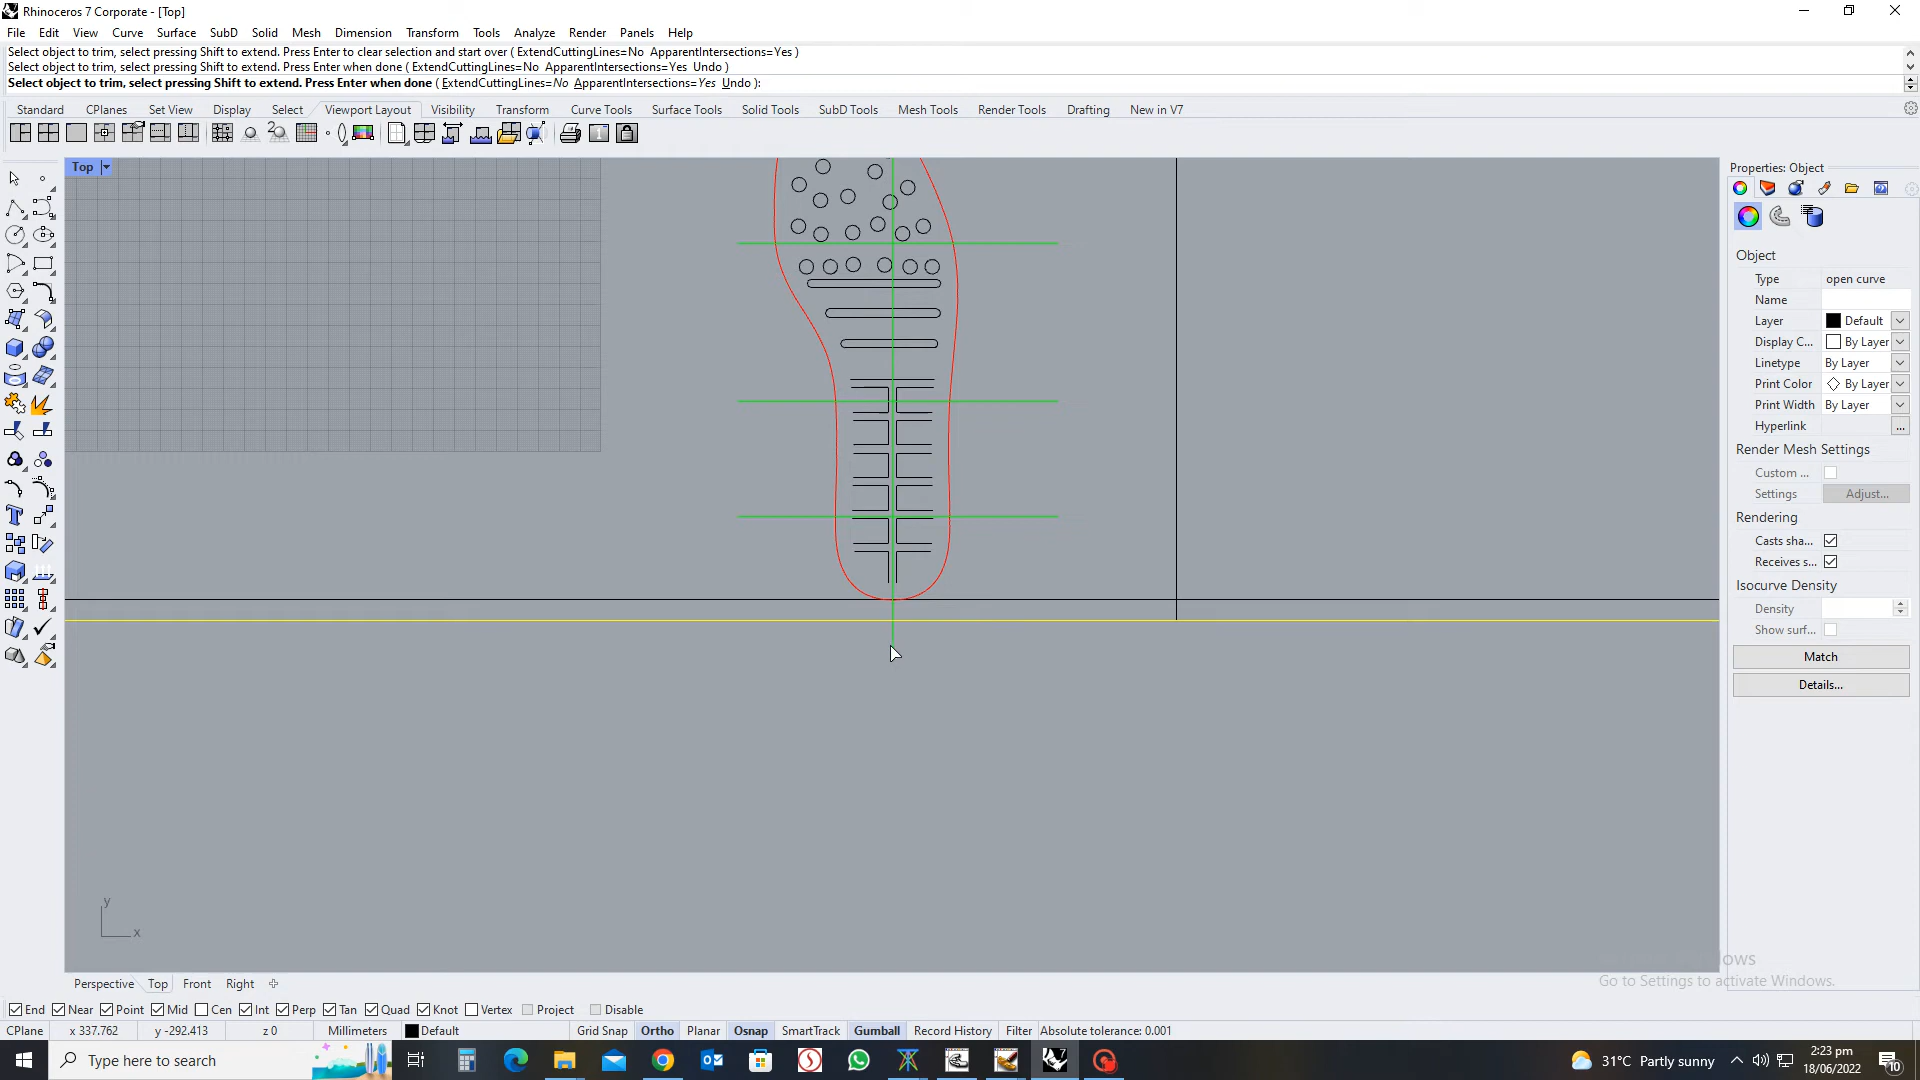 Rhinoceros 7 Corporate - [Top]
File Edit View Curve Surface SubD Solid Mesh Dimension Transform Tools Analyze Render Panels Help
Select object to trim, select pressing Shift to extend. Press Enter to clear selection and start over ( ExtendCuttingLines=No ApparentIntersections=Yes )
Select object to trim, select pressing Shift to extend. Press Enter when done ( ExtendCuttingLines=No ApparentIntersections=Yes Undo )
Select object to trim, select pressing Shift to extend. Press Enter when done ( ExtendCuttingLines=No ApparentIntersections=Yes Undo ):
Standard CPlanes Set View Display Select Viewport Layout Visibility Transform Curve Tools Surface Tools Solid Tools SubD Tools Mesh Tools Render Tools Drafting New in V7
Top
Properties: Object
Object
Type open curve
Name
Layer Default
Display C... By Layer
Linetype By Layer
Print Color By Layer
Print Width By Layer
Hyperlink ...
Render Mesh Settings
Custom ...
Settings Adjust...
Rendering
Casts sha...
Receives s...
Isocurve Density
Density
Show surf...
Match
Details...
y
x
ows
Go to Settings to activate Windows.
Perspective Top Front Right
End Near Point Mid Cen Int Perp Tan Quad Knot Vertex Project Disable
CPlane x 337.762 y -292.413 z 0 Millimeters Default Grid Snap Ortho Planar Osnap SmartTrack Gumball Record History Filter Absolute tolerance: 0.001
Type here to search
31°C Partly sunny
2:23 pm
18/06/2022
10